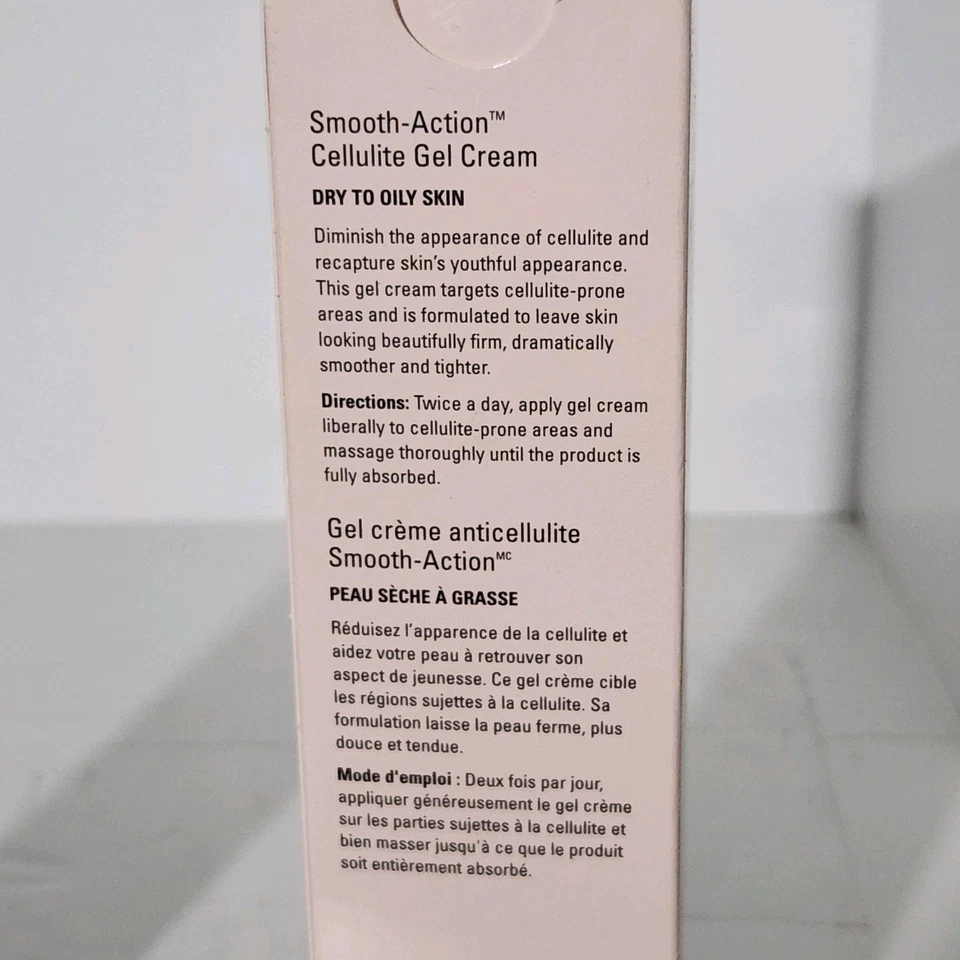 Smooth-Action™
Cellulite Gel Cream
DRY TO OILY SKIN
Diminish the appearance of cellulite and
recapture skin's youthful appearance.
This gel cream targets cellulite-prone
areas and is formulated to leave skin
looking beautifully firm, dramatically
smoother and tighter.
Directions: Twice a day, apply gel cream
liberally to cellulite-prone areas and
massage thoroughly until the product is
fully absorbed.
Gel crème anticellulite
Smooth-Actionᴹᶜ
PEAU SÈCHE À GRASSE
Réduisez l'apparence de la cellulite et
aidez votre peau à retrouver son
aspect de jeunesse. Ce gel crème cible
les régions sujettes à la cellulite. Sa
formulation laisse la peau ferme, plus
douce et tendue.
Mode d'emploi : Deux fois par jour,
appliquer généreusement le gel crème
sur les parties sujettes à la cellulite et
bien masser jusqu'à ce que le produit
soit entièrement absorbé.